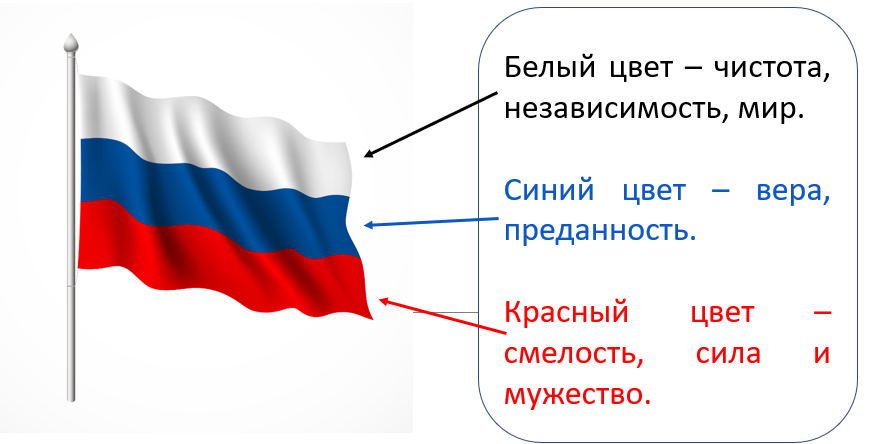 Белый цвет – чистота,
независимость, мир.
Синий цвет – вера,
преданность.
Красный цвет –
смелость, сила и
мужество.